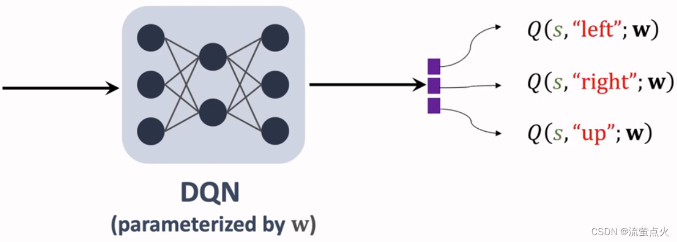 Q(s, “left”; w)
Q(s, “right”; w)
Q(s, “up”; w)
DQN
(parameterized by w)
CSDN @流萤点火